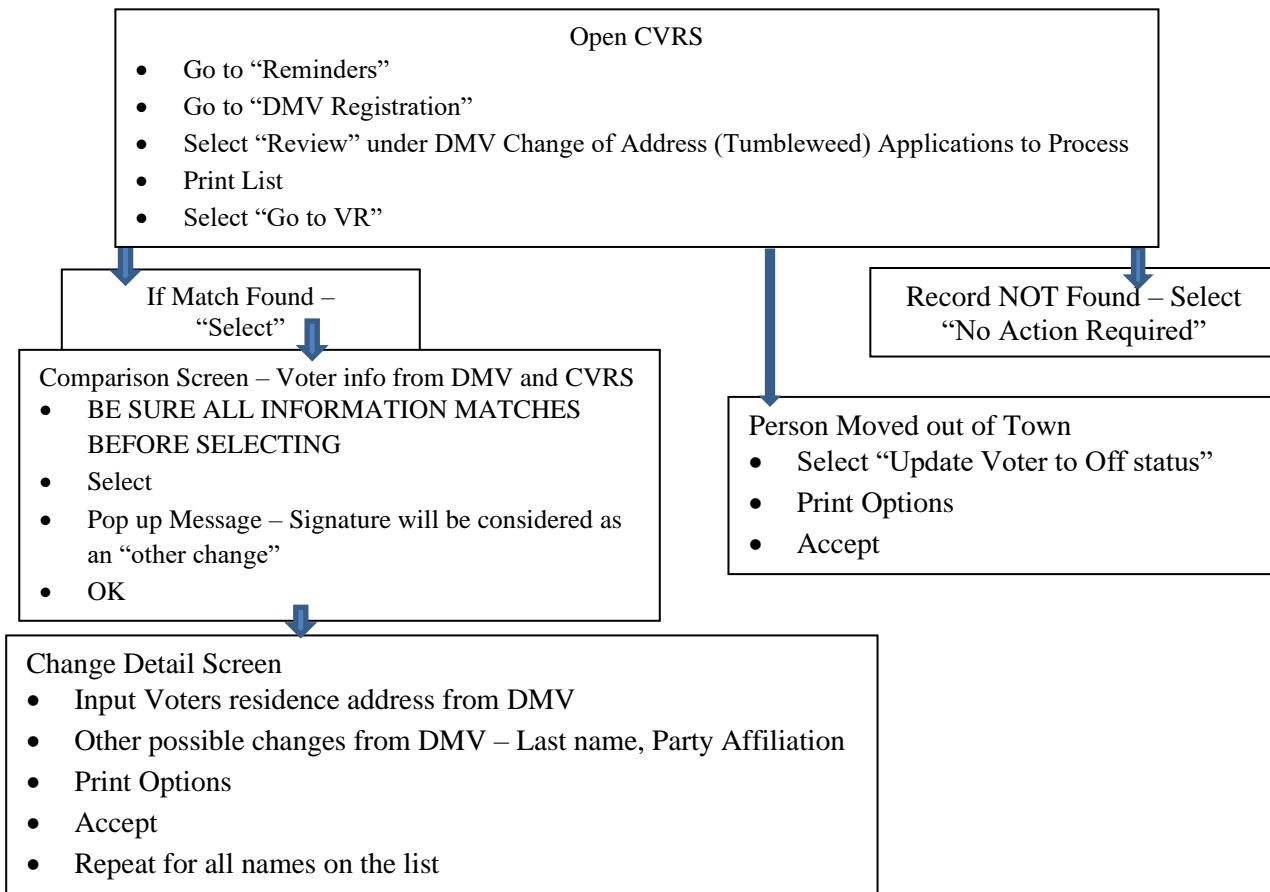 Open CVRS
• Go to “Reminders”
• Go to “DMV Registration”
• Select “Review” under DMV Change of Address (Tumbleweed) Applications to Process
• Print List
• Select “Go to VR”
If Match Found –
“Select”
Record NOT Found – Select
“No Action Required”
Comparison Screen – Voter info from DMV and CVRS
• BE SURE ALL INFORMATION MATCHES
BEFORE SELECTING
• Select
• Pop up Message – Signature will be considered as
an “other change”
• OK
Person Moved out of Town
• Select “Update Voter to Off status”
• Print Options
• Accept
Change Detail Screen
• Input Voters residence address from DMV
• Other possible changes from DMV – Last name, Party Affiliation
• Print Options
• Accept
• Repeat for all names on the list